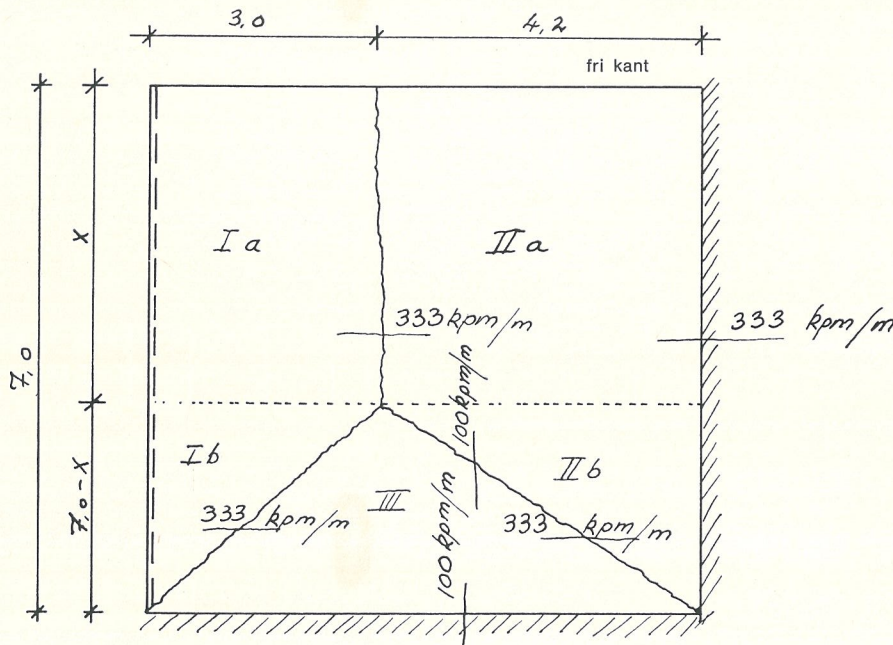 3,0
4,2
fri kant
7,0
x
7,0-x
I a
II a
333 kpm/m
333 kpm/m
100 kpm/m
I b
II b
III
333 kpm/m
333 kpm/m
100 kpm/m